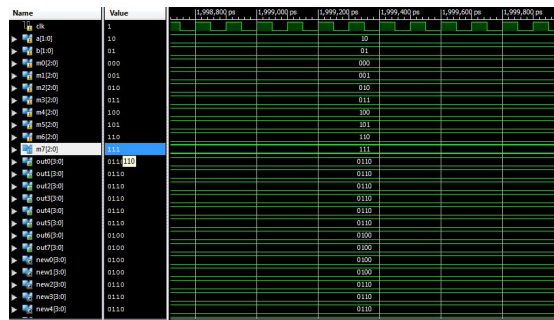 Name Value 1,998,800 ps 1,999,000 ps 1,999,200 ps 1,999,400 ps 1,999,600 ps 1,999,800 ps
clk 1
a[1:0] 10 10
b[1:0] 01 01
m0[2:0] 000 000
m1[2:0] 001 001
m2[2:0] 010 010
m3[2:0] 011 011
m4[2:0] 100 100
m5[2:0] 101 101
m6[2:0] 110 110
m7[2:0] 111 111
out0[3:0] 011 110 0110
out1[3:0] 0110 0110
out2[3:0] 0110 0110
out3[3:0] 0110 0110
out4[3:0] 0110 0110
out5[3:0] 0110 0110
out6[3:0] 0100 0100
out7[3:0] 0100 0100
new0[3:0] 0100 0100
new1[3:0] 0100 0100
new2[3:0] 0110 0110
new3[3:0] 0110 0110
new4[3:0] 0110 0110